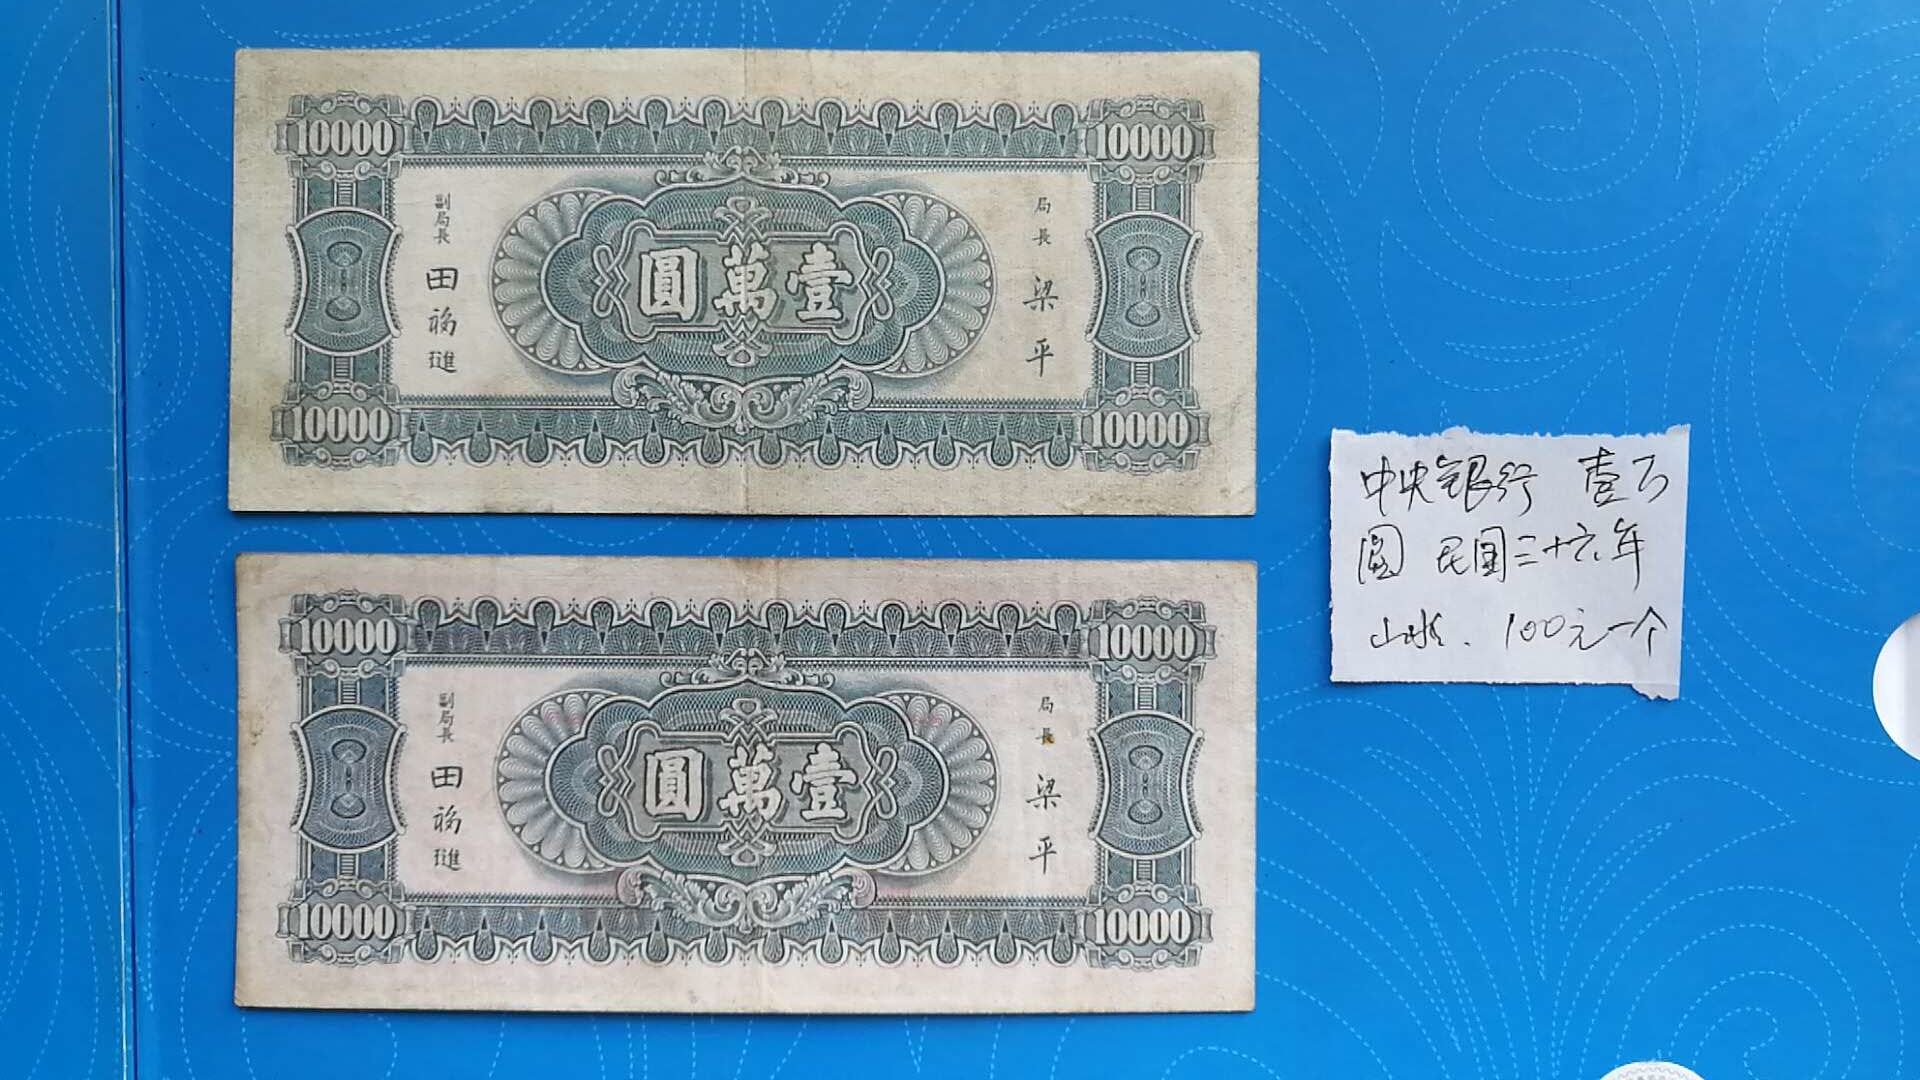 10000
10000
副局長
田福進
圓萬壹
局長
梁平
10000
10000
10000
10000
副局長
田福進
圓萬壹
局長
梁平
10000
10000
中央银行 壹万
圆 民国三十六年
山水. 100元一个